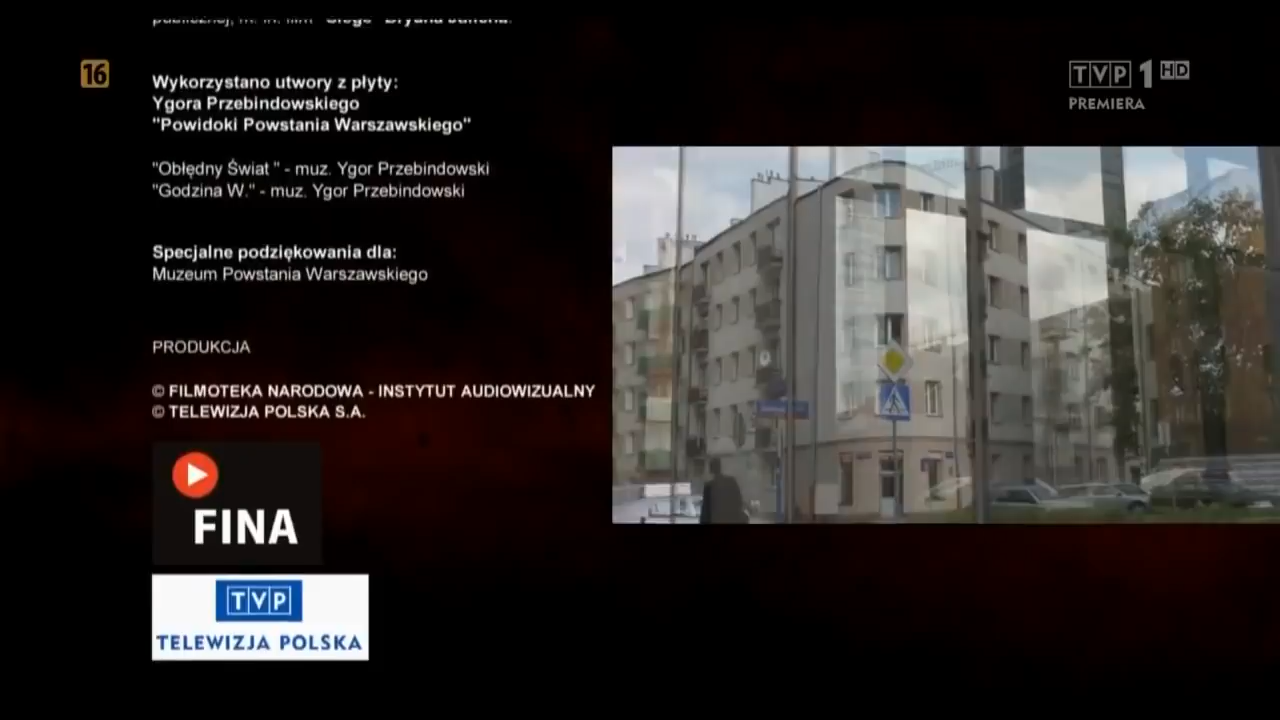 16
TVP 1 HD
PREMIERA
Wykorzystano utwory z płyty:
Ygora Przebindowskiego
"Powidoki Powstania Warszawskiego"
"Obłędny Świat " - muz. Ygor Przebindowski
"Godzina W." - muz. Ygor Przebindowski
Specjalne podziękowania dla:
Muzeum Powstania Warszawskiego
PRODUKCJA
© FILMOTEKA NARODOWA - INSTYTUT AUDIOWIZUALNY
© TELEWIZJA POLSKA S.A.
FINA
TVP
TELEWIZJA POLSKA